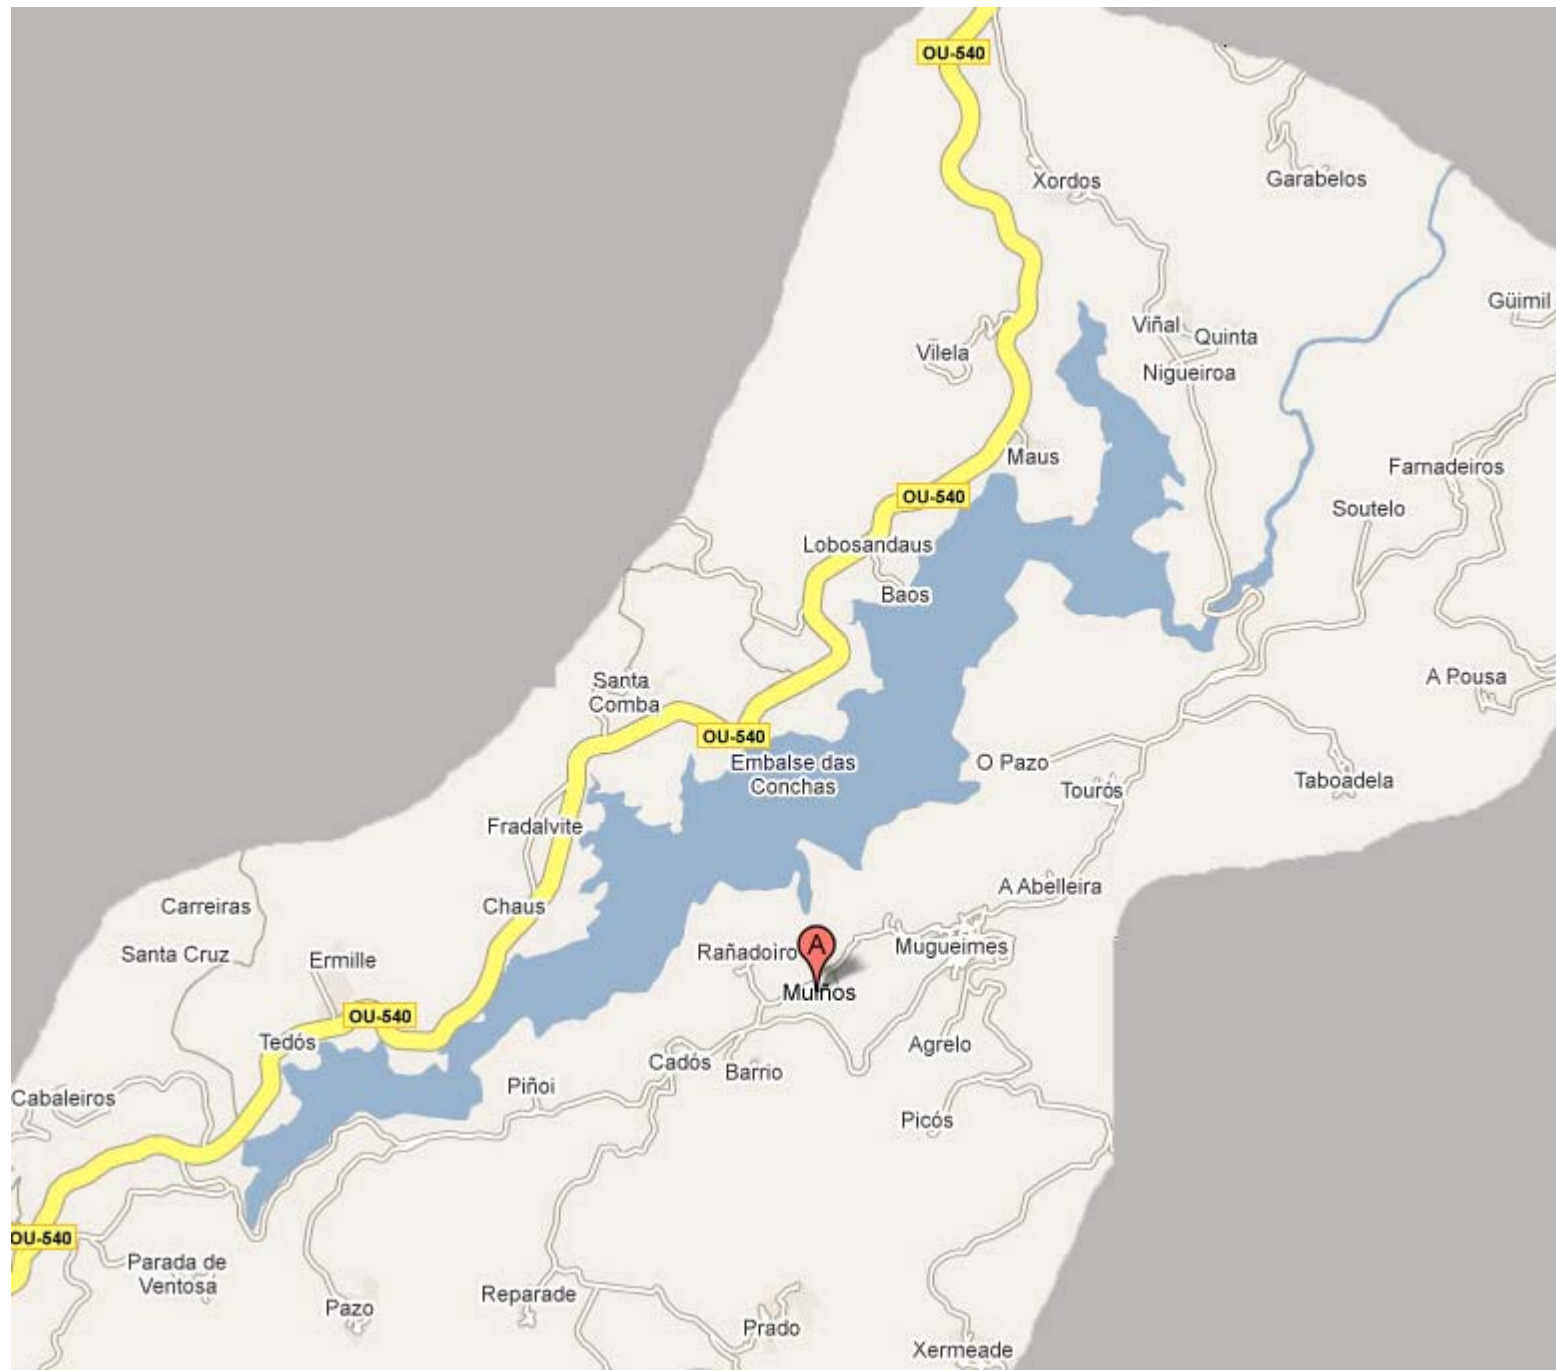 OU-540
Xordos
Garabelos
Güimil
Viñal
Quinta
Vilela
Nigueiroa
Maus
Farnadeiros
OU-540
Soutelo
Lobosandaus
Baos
Santa
Comba
A Pousa
OU-540
Embalse das
Conchas
O Pazo
Tourós
Taboadela
Fradalvite
A Abelleira
Carreiras
Chaus
Santa Cruz
Ermille
Rañadoiro
A
Mugueimes
Muiños
OU-540
Tedós
Agrelo
Cadós
Barrio
Piñoi
Cabaleiros
Picós
OU-540
Parada de
Ventosa
Pazo
Reparade
Prado
Xermeade